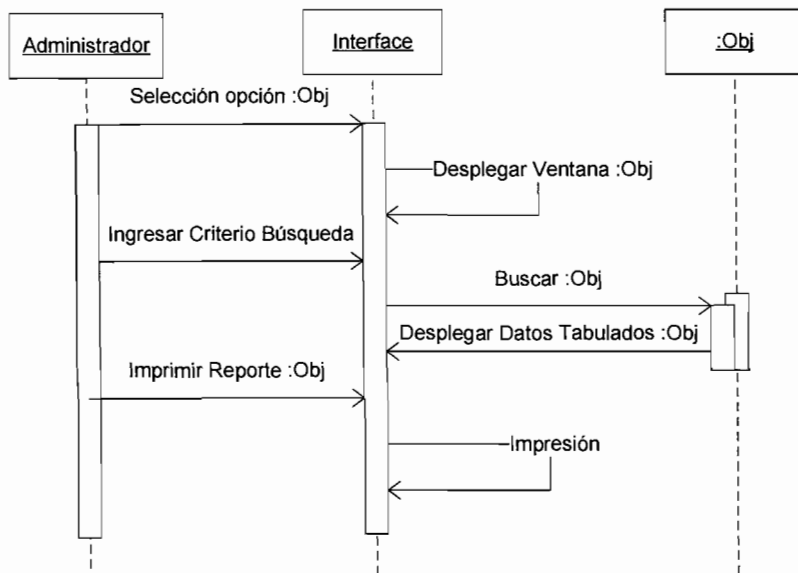 Administrador
Interface
:Obj
Selección opción :Obj
Desplegar Ventana :Obj
Ingresar Criterio Búsqueda
Buscar :Obj
Desplegar Datos Tabulados :Obj
Imprimir Reporte :Obj
Impresión